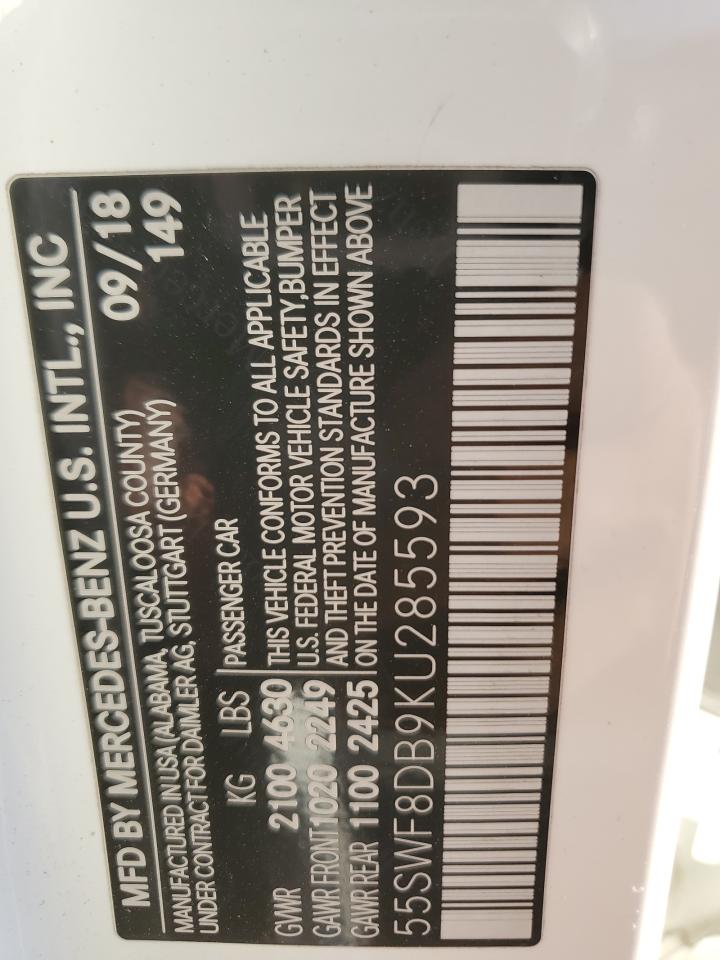 MFD BY MERCEDES-BENZ U.S. INTL., INC
MANUFACTURED IN USA (ALABAMA, TUSCALOOSA COUNTY) 09/18
UNDER CONTRACT FOR DAIMLER AG, STUTTGART (GERMANY) 149
KG LBS PASSENGER CAR
GVWR 2100 4630 THIS VEHICLE CONFORMS TO ALL APPLICABLE
GAWR FRONT 1020 2249 U.S. FEDERAL MOTOR VEHICLE SAFETY, BUMPER
AND THEFT PREVENTION STANDARDS IN EFFECT
GAWR REAR 1100 2425 ON THE DATE OF MANUFACTURE SHOWN ABOVE
55SWF8DB9KU285593